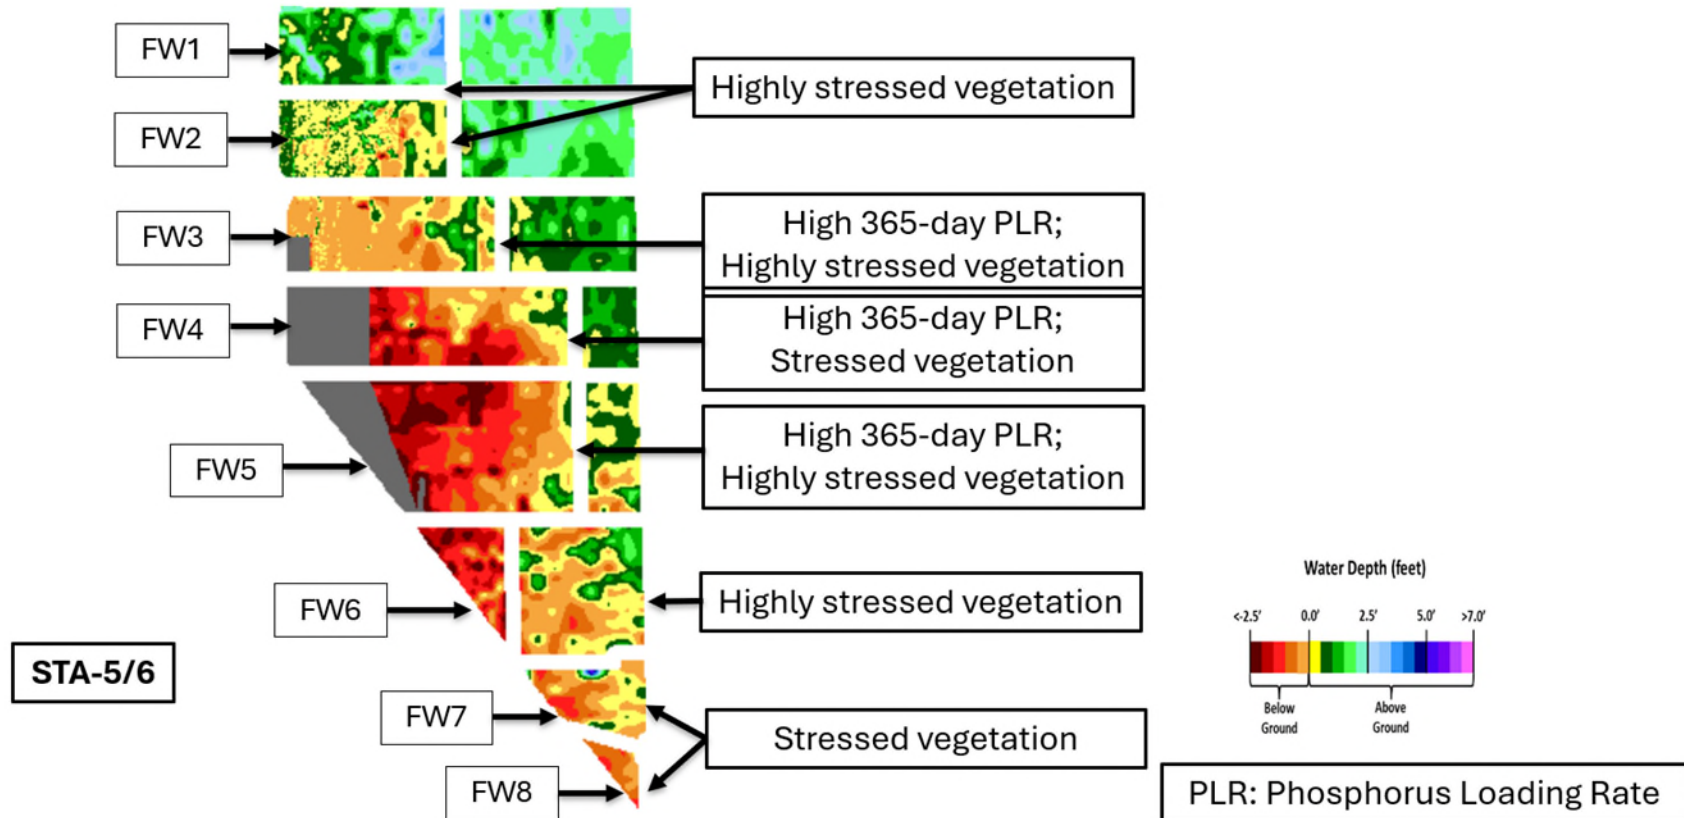 FW1
Highly stressed vegetation
FW2
FW3
High 365-day PLR;
Highly stressed vegetation
FW4
High 365-day PLR;
Stressed vegetation
FW5
High 365-day PLR;
Highly stressed vegetation
FW6
Highly stressed vegetation
STA-5/6
FW7
Stressed vegetation
FW8
Water Depth (feet)
<-2.5' 0.0' 2.5' 5.0' >7.0'
Below
Ground
Above
Ground
PLR: Phosphorus Loading Rate